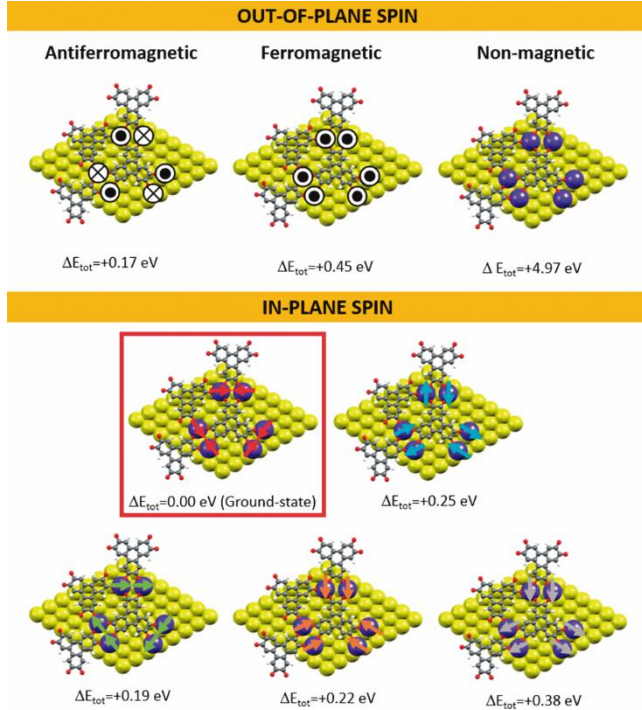 OUT-OF-PLANE SPIN
Antiferromagnetic Ferromagnetic Non-magnetic
ΔEtot=+0.17 eV ΔEtot=+0.45 eV Δ Etot=+4.97 eV
IN-PLANE SPIN
ΔEtot=0.00 eV (Ground-state) ΔEtot=+0.25 eV
ΔEtot=+0.19 eV ΔEtot=+0.22 eV ΔEtot=+0.38 eV